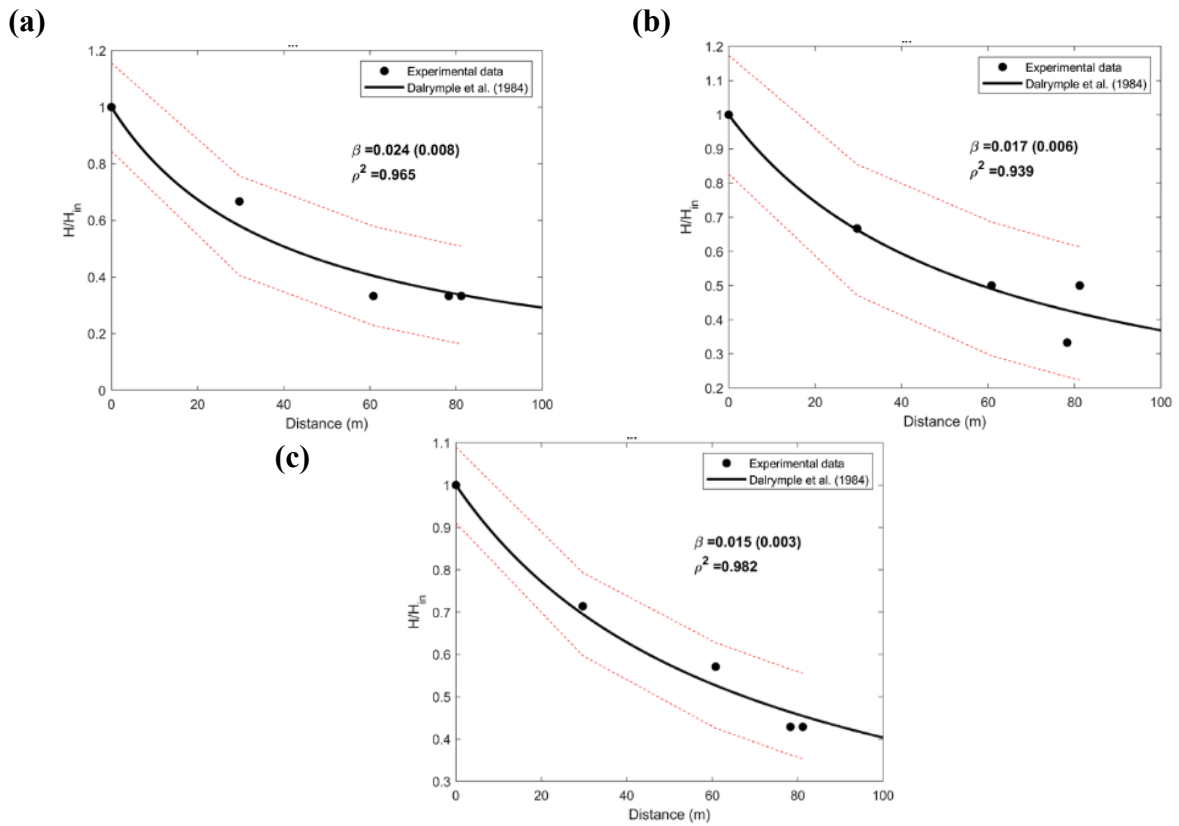 (a)
...
1.2
1
0.8
0.6
0.4
0.2
0
H/H_in
0 20 40 60 80 100
Distance (m)
Experimental data
Dalrymple et al. (1984)
β =0.024 (0.008)
ρ² =0.965
(b)
...
1.2
1.1
1
0.9
0.8
0.7
0.6
0.5
0.4
0.3
0.2
H/H_in
0 20 40 60 80 100
Distance (m)
Experimental data
Dalrymple et al. (1984)
β =0.017 (0.006)
ρ² =0.939
(c)
...
1.1
1
0.9
0.8
0.7
0.6
0.5
0.4
0.3
H/H_in
0 20 40 60 80 100
Distance (m)
Experimental data
Dalrymple et al. (1984)
β =0.015 (0.003)
ρ² =0.982